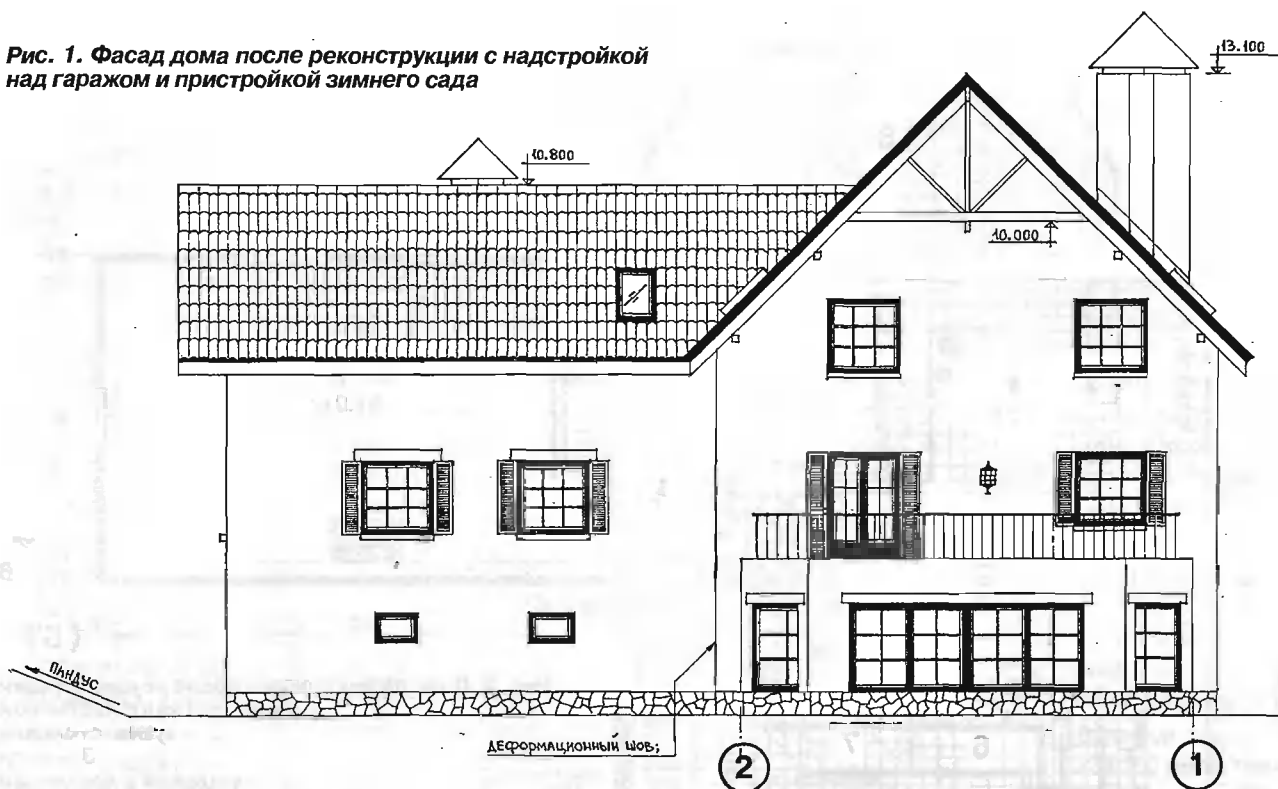 Рис. 1. Фасад дома после реконструкции с надстройкой
над гаражом и пристройкой зимнего сада
13.100
10.800
10.000
ПАНДУС
ДЕФОРМАЦИОННЫЙ ШОВ;
2
1